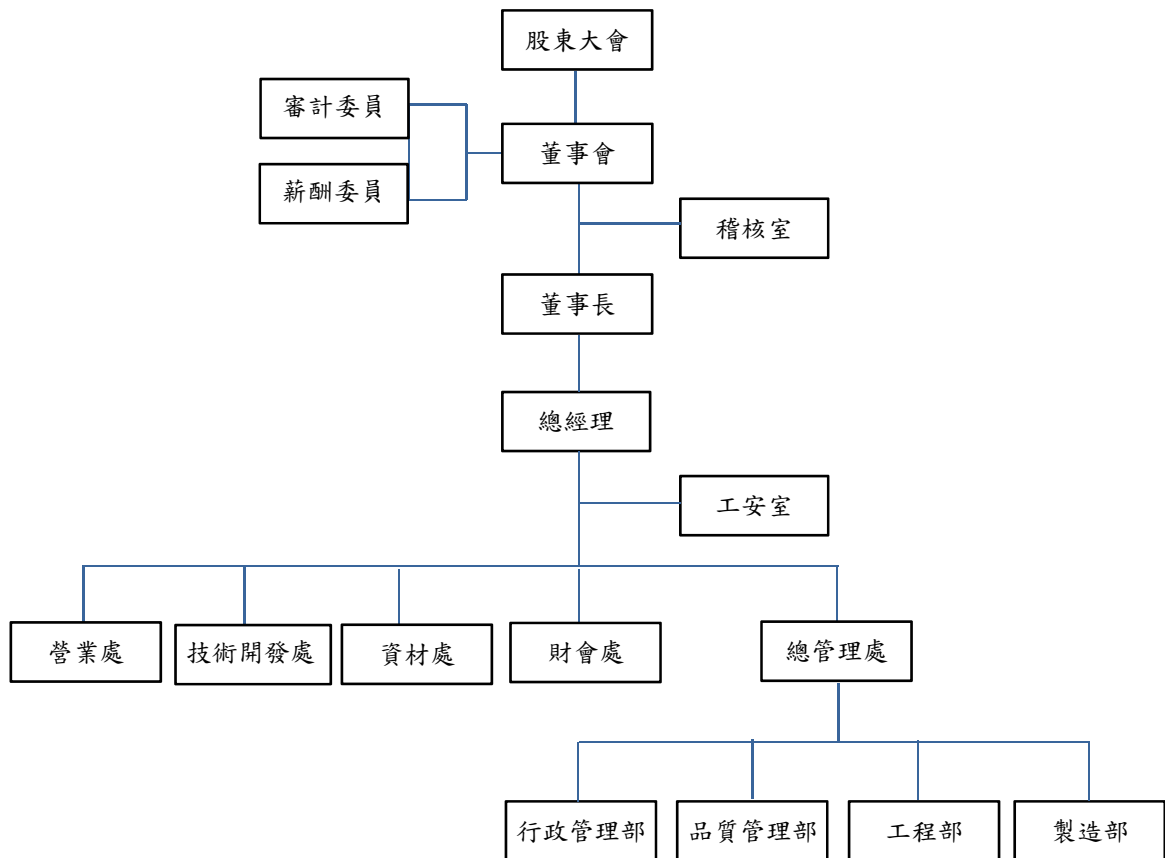 股東大會
審計委員
董事會
薪酬委員
稽核室
董事長
總經理
工安室
營業處
技術開發處
資材處
財會處
總管理處
行政管理部
品質管理部
工程部
製造部